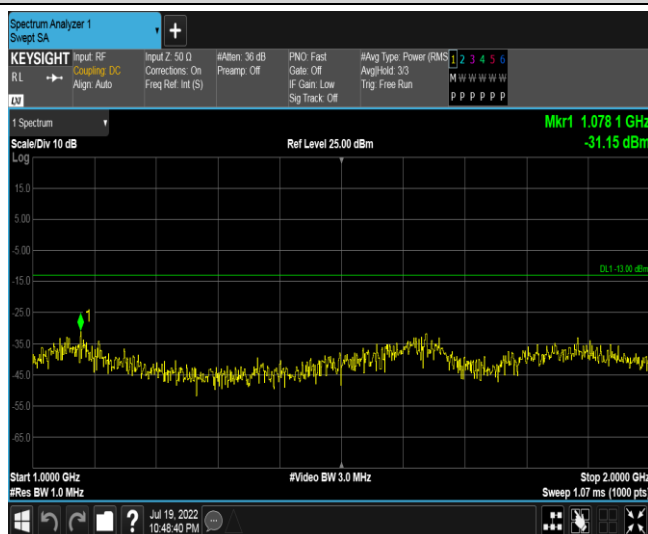 Spectrum Analyzer 1
Swept SA
KEYSIGHT
RL
LXI
Input: RF
Coupling: DC
Align: Auto
Input Z: 50 Ω
Corrections: On
Freq Ref: Int (S)
#Atten: 36 dB
Preamp: Off
PNO: Fast
Gate: Off
IF Gain: Low
Sig Track: Off
#Avg Type: Power (RMS
Avg|Hold: 3/3
Trig: Free Run
1 2 3 4 5 6
M W W W W W
P P P P P P
1 Spectrum
Scale/Div 10 dB
Ref Level 25.00 dBm
Mkr1 1.078 1 GHz
-31.15 dBm
Log
15.0
5.00
-5.00
DL1 -13.00 dBm
-15.0
-25.0
1
-35.0
-45.0
-55.0
-65.0
Start 1.0000 GHz
#Video BW 3.0 MHz
Stop 2.0000 GHz
#Res BW 1.0 MHz
Sweep 1.07 ms (1000 pts)
?
Jul 19, 2022
10:48:40 PM